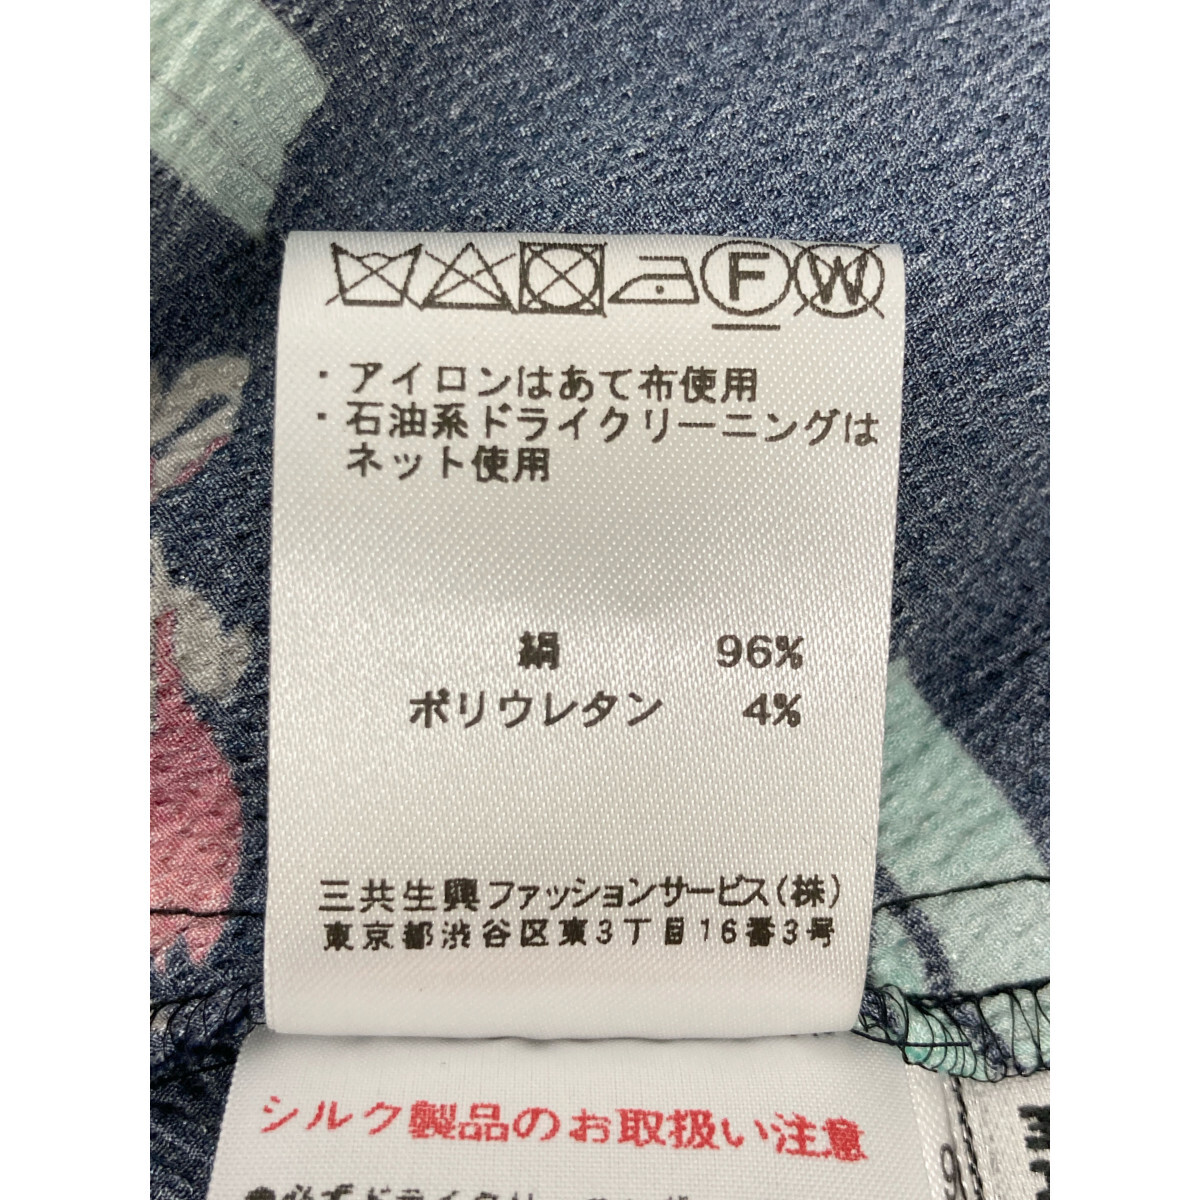 F W
・アイロンはあて布使用
・石油系ドライクリーニングは
ネット使用
絹 96%
ポリウレタン 4%
三共生興ファッションサービス(株)
東京都渋谷区東3丁目16番3号
シルク製品のお取扱い注意